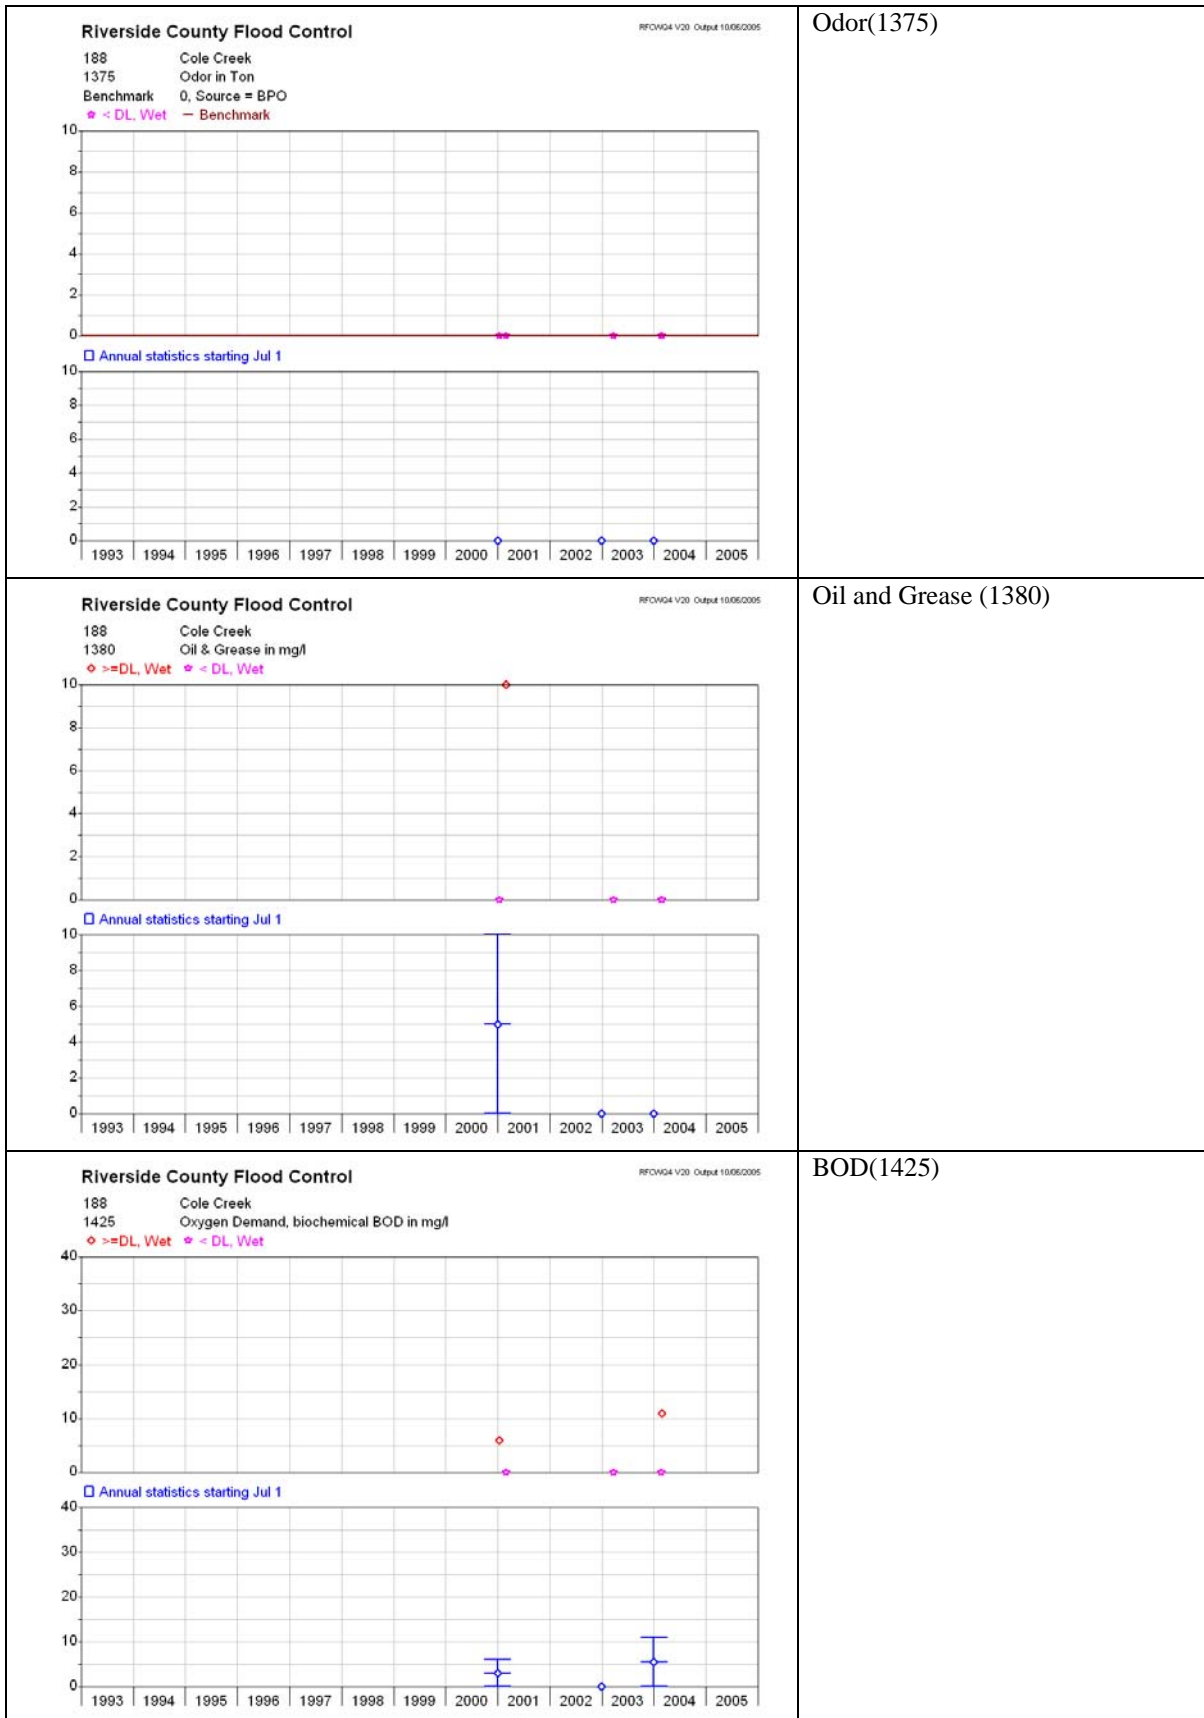 Riverside County Flood Control
RFCWQ4 V20 Output 10/06/2005
188 Cole Creek
1375 Odor in Ton
Benchmark 0, Source = BPO
< DL, Wet — Benchmark
10
8
6
4
2
0
Annual statistics starting Jul 1
10
8
6
4
2
0
1993 1994 1995 1996 1997 1998 1999 2000 2001 2002 2003 2004 2005
Odor(1375)
Riverside County Flood Control
RFCWQ4 V20 Output 10/06/2005
188 Cole Creek
1380 Oil & Grease in mg/l
>=DL, Wet < DL, Wet
10
8
6
4
2
0
Annual statistics starting Jul 1
10
8
6
4
2
0
1993 1994 1995 1996 1997 1998 1999 2000 2001 2002 2003 2004 2005
Oil and Grease (1380)
Riverside County Flood Control
RFCWQ4 V20 Output 10/06/2005
188 Cole Creek
1425 Oxygen Demand, biochemical BOD in mg/l
>=DL, Wet < DL, Wet
40
30
20
10
0
Annual statistics starting Jul 1
40
30
20
10
0
1993 1994 1995 1996 1997 1998 1999 2000 2001 2002 2003 2004 2005
BOD(1425)